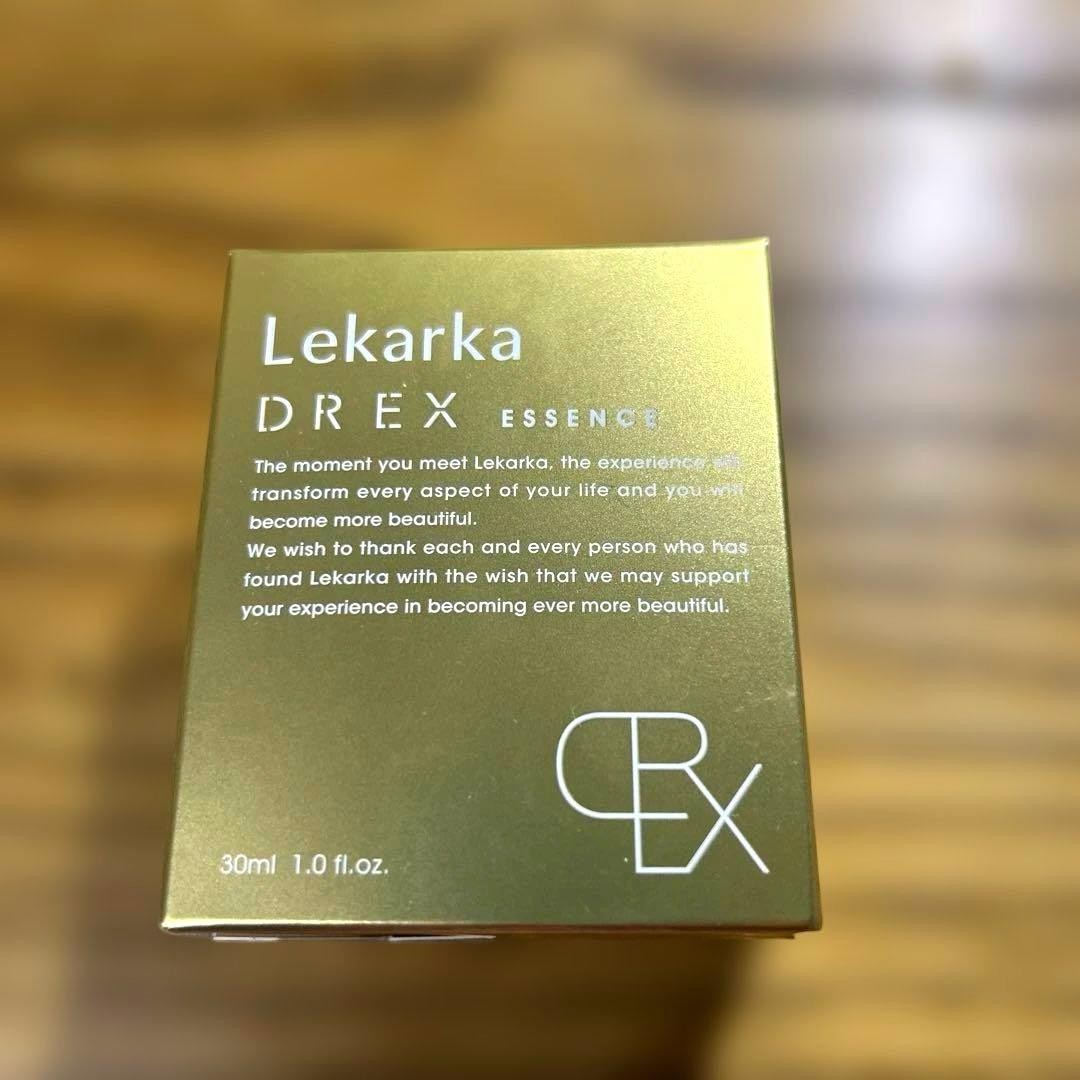 Lekarka
DREX ESSENCE
The moment you meet Lekarka, the experience will
transform every aspect of your life and you will
become more beautiful.
We wish to thank each and every person who has
found Lekarka with the wish that we may support
your experience in becoming ever more beautiful.
30ml 1.0 fl.oz.